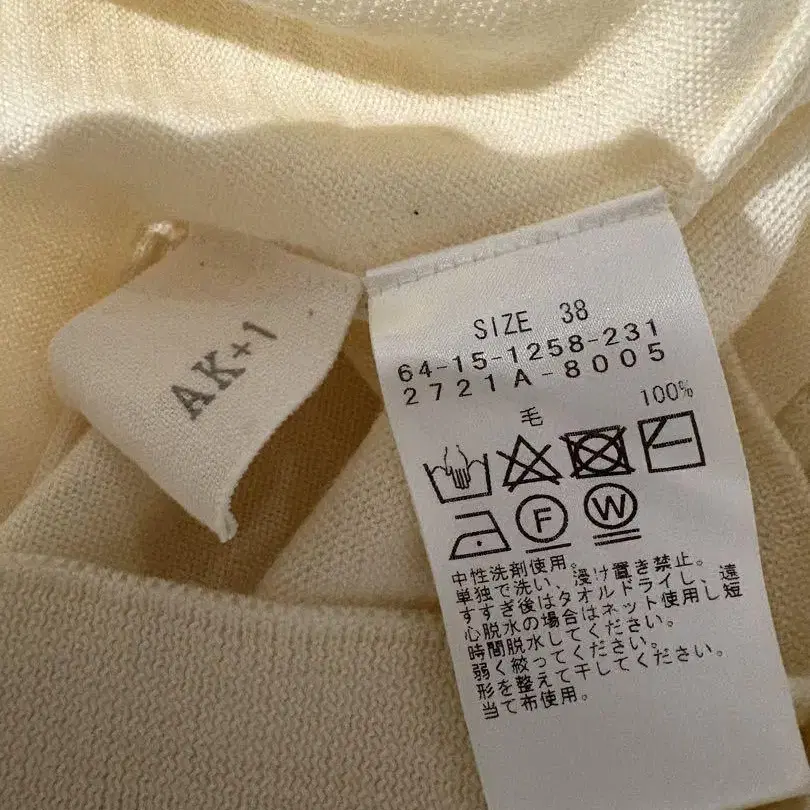 AK+1
SIZE 38
64-15-1258-231
2721A-8005
毛 100%
F W
中性洗剤使用。
単独で洗い、浸け置き禁止。
すすぎ後はタオルドライし、遠
心脱水の場合はネット使用し短
時間脱水してください。
弱く絞ってください。
形を整えて干してください。
当て布使用。